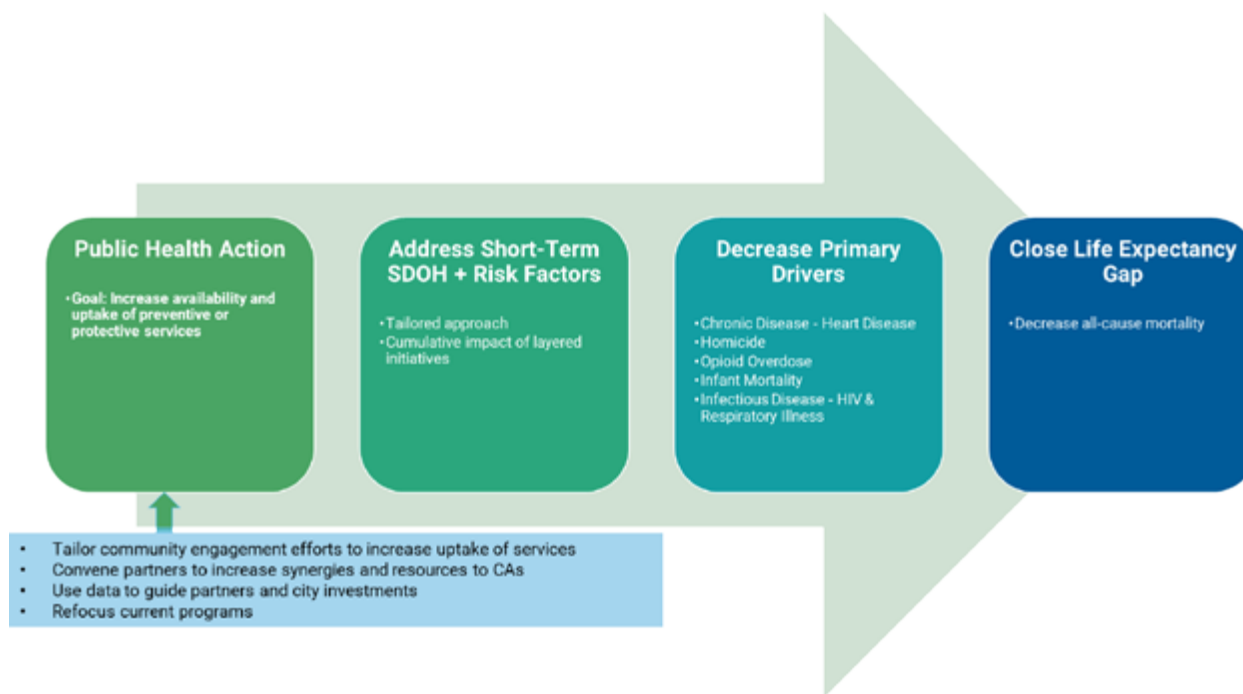 Public Health Action
•Goal: Increase availability and
uptake of preventive or
protective services
Address Short-Term
SDOH + Risk Factors
•Tailored approach
•Cumulative impact of layered
initiatives
Decrease Primary
Drivers
•Chronic Disease - Heart Disease
•Homicide
•Opioid Overdose
•Infant Mortality
•Infectious Disease - HIV &
Respiratory Illness
Close Life Expectancy
Gap
•Decrease all-cause mortality
• Tailor community engagement efforts to increase uptake of services
• Convene partners to increase synergies and resources to CAs
• Use data to guide partners and city investments
• Refocus current programs